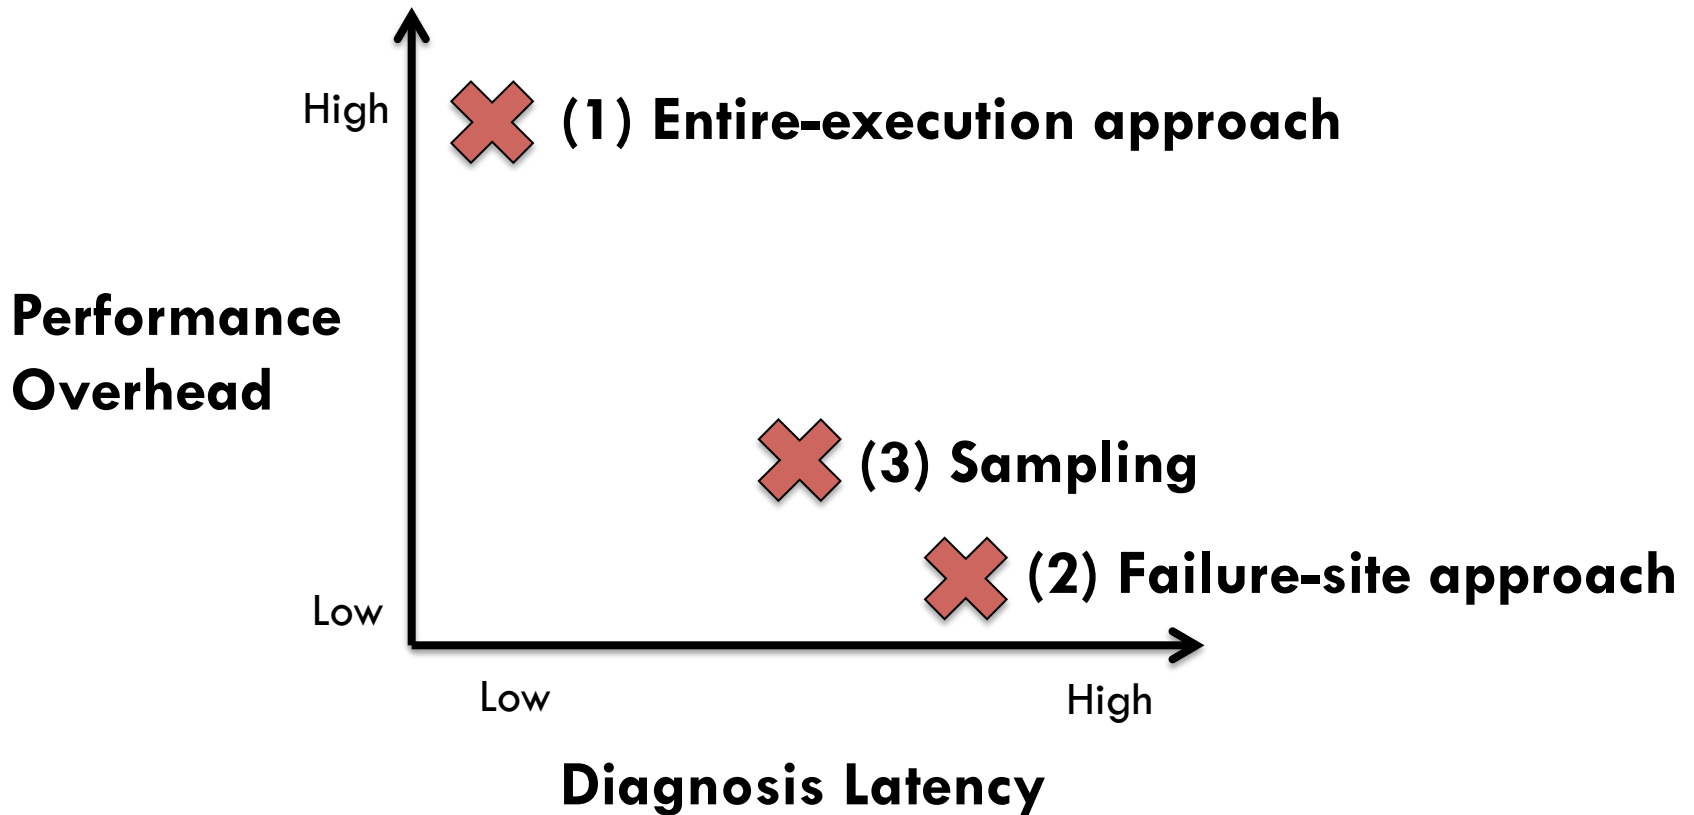 High
(1) Entire-execution approach
Performance
Overhead
(3) Sampling
(2) Failure-site approach
Low
Low
High
Diagnosis Latency